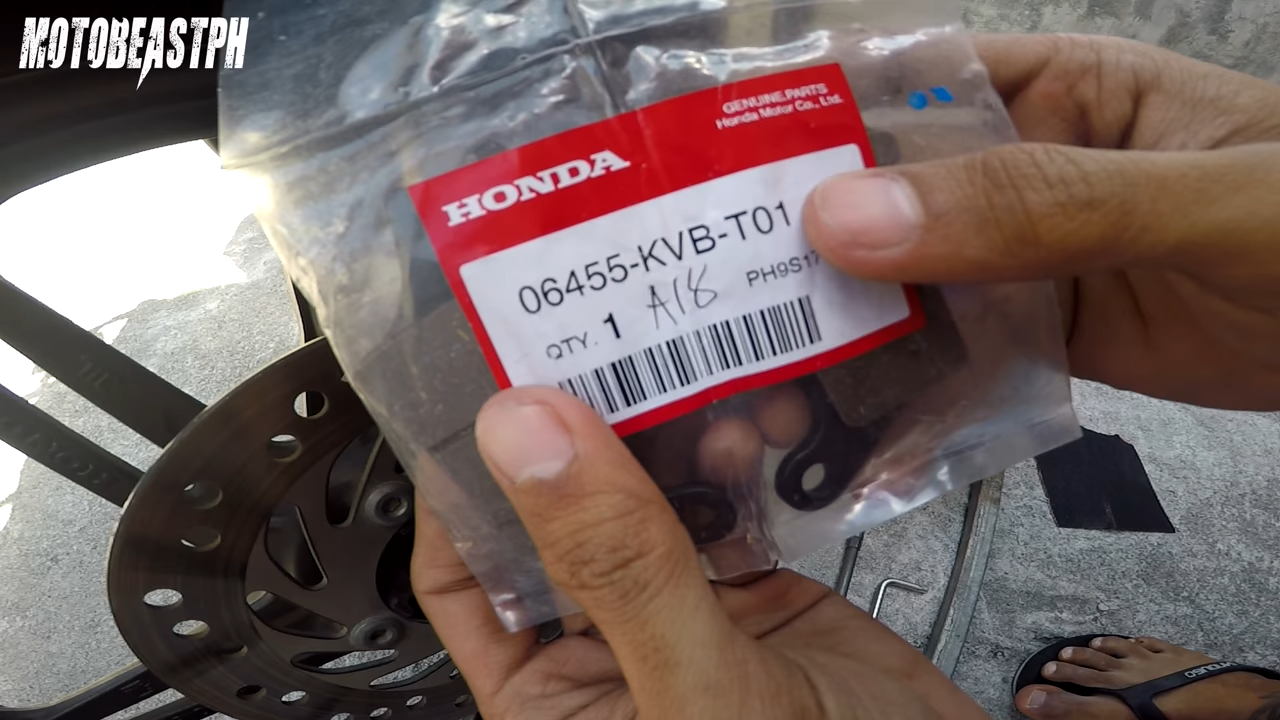 MOTOBEASTPH
GENUINE PARTS
Honda Motor Co., Ltd.
HONDA
06455-KVB-T01
A18
PH9S17
QTY. 1